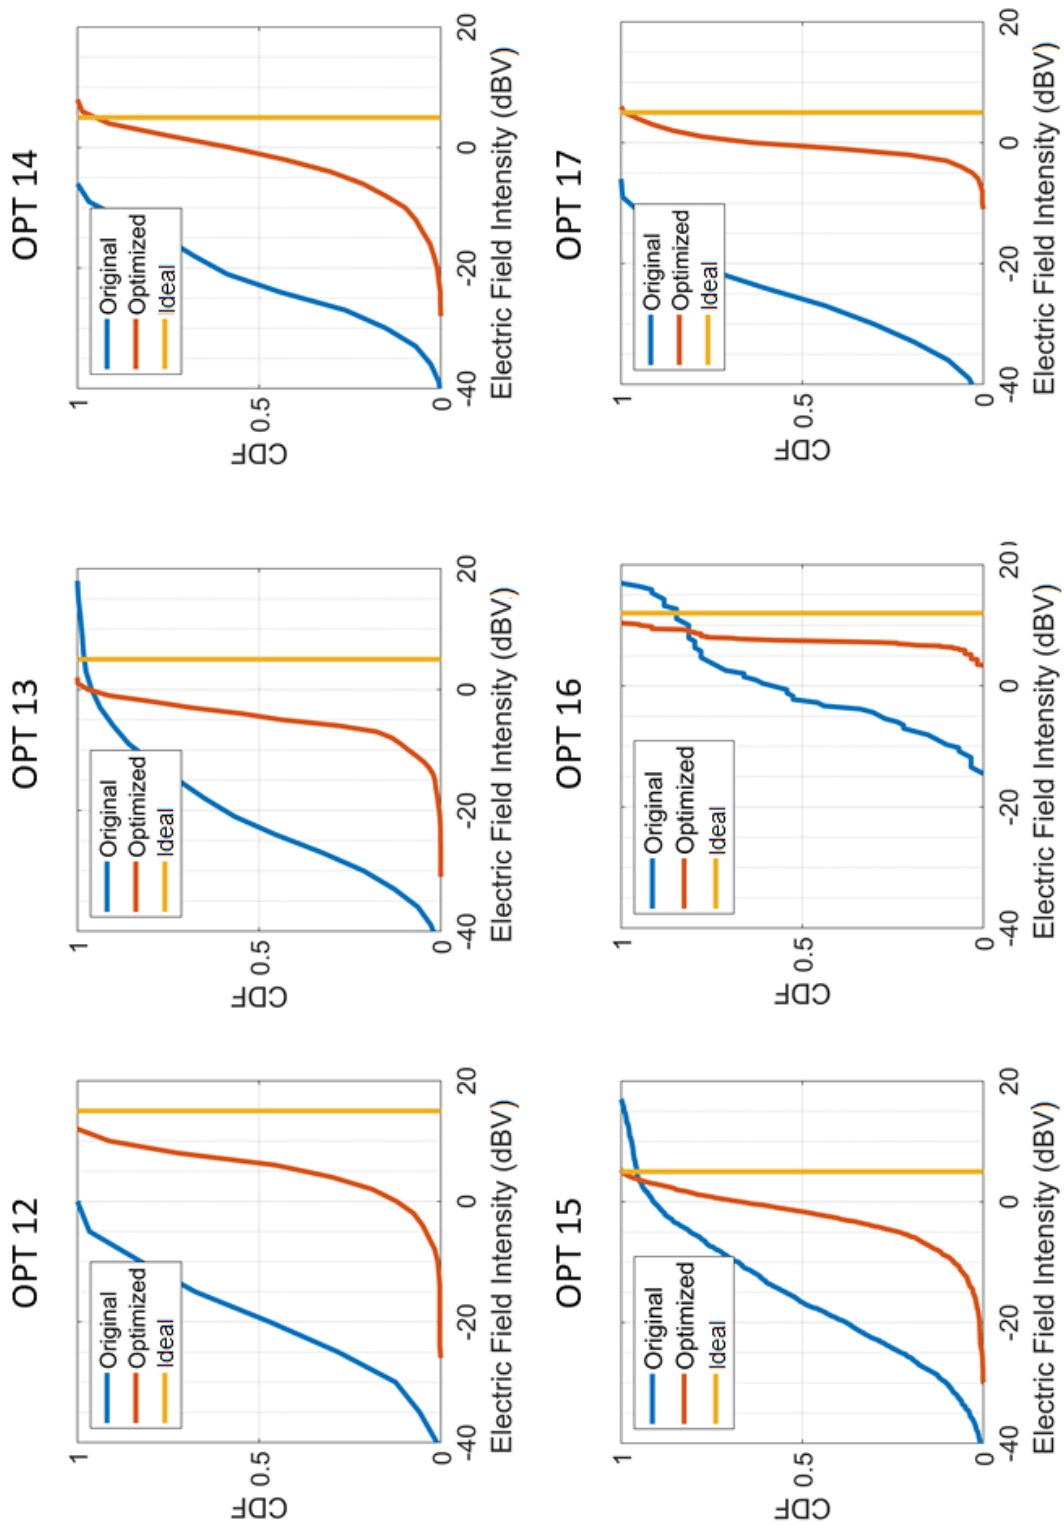 OPT 12
1
0.5
0
CDF
Original
Optimized
Ideal
-40 -20 0 20
Electric Field Intensity (dBV)
OPT 13
1
0.5
0
CDF
Original
Optimized
Ideal
-40 -20 0 20
Electric Field Intensity (dBV)
OPT 14
1
0.5
0
CDF
Original
Optimized
Ideal
-40 -20 0 20
Electric Field Intensity (dBV)
OPT 15
1
0.5
0
CDF
Original
Optimized
Ideal
-40 -20 0 20
Electric Field Intensity (dBV)
OPT 16
1
0.5
0
CDF
Original
Optimized
Ideal
-40 -20 0 20
Electric Field Intensity (dBV)
OPT 17
1
0.5
0
CDF
Original
Optimized
Ideal
-40 -20 0 20
Electric Field Intensity (dBV)